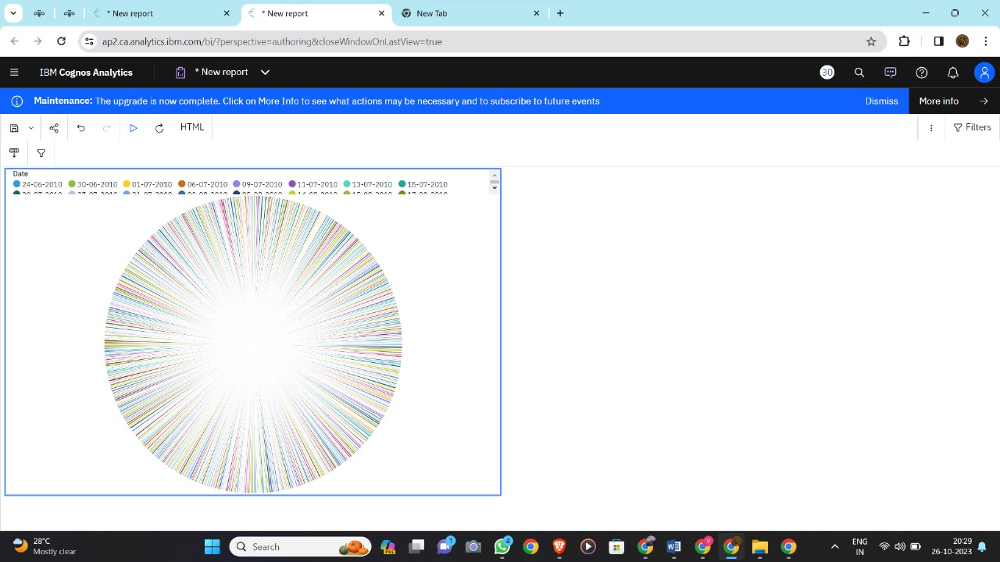 * New report
* New report
New Tab
ap2.ca.analytics.ibm.com/bi/?perspective=authoring&closeWindowOnLastView=true
IBM Cognos Analytics
* New report
30
Maintenance: The upgrade is now complete. Click on More Info to see what actions may be necessary and to subscribe to future events
Dismiss
More info
HTML
Filters
Date
24-06-2010 30-06-2010 01-07-2010 06-07-2010 09-07-2010 11-07-2010 13-07-2010 15-07-2010
28°C
Mostly clear
Search
PRE
1
4
V
ENG
IN
20:29
26-10-2023